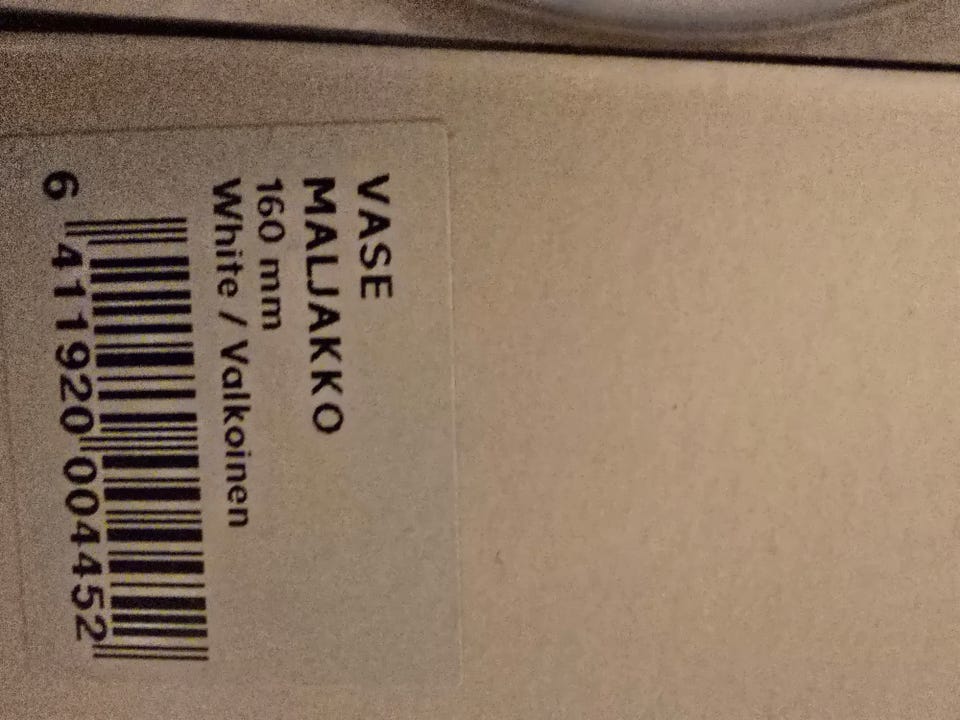 VASE
MALJAKKO
160 mm
White / Valkoinen
6 411920 004452